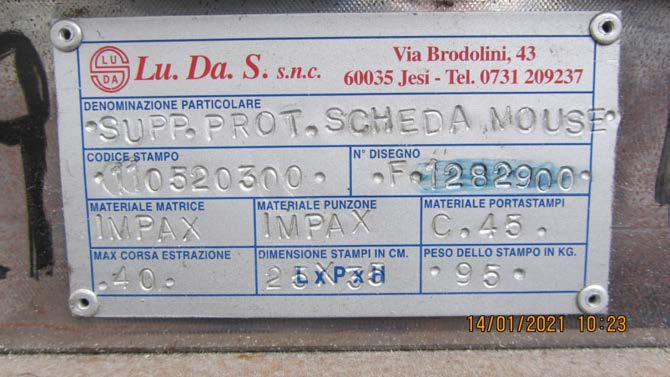 LU
DA
Lu. Da. S. s.n.c.
Via Brodolini, 43
60035 Jesi - Tel. 0731 209237
DENOMINAZIONE PARTICOLARE
·SUPP.PROT.SCHEDA MOUSE·
CODICE STAMPO
·110520300·
N° DISEGNO
·F·1282900·
MATERIALE MATRICE
IMPAX
MATERIALE PUNZONE
IMPAX
MATERIALE PORTASTAMPI
C.45.
MAX CORSA ESTRAZIONE
.40.
DIMENSIONE STAMPI IN CM.
LxPxH
PESO DELLO STAMPO IN KG.
·95·
14/01/2021 10:23